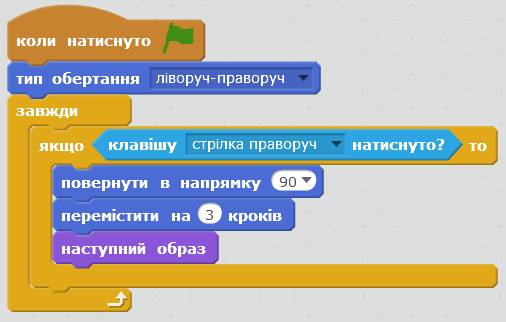 коли натиснуто
тип обертання ліворуч-праворуч
завжди
якщо клавішу стрілка праворуч натиснуто? то
повернути в напрямку 90
перемістити на 3 кроків
наступний образ